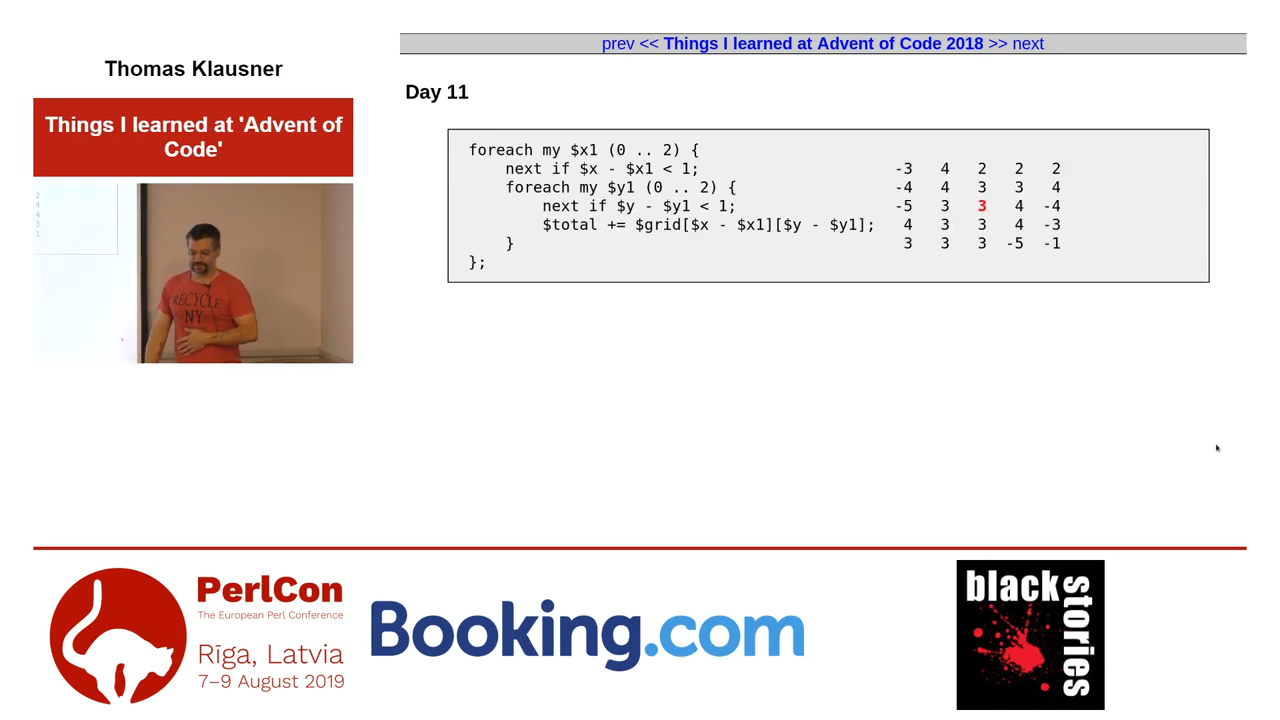 Thomas Klausner
Things I learned at 'Advent of
Code'
RECYCLE
NY
prev << Things I learned at Advent of Code 2018 >> next
Day 11
foreach my $x1 (0 .. 2) {
    next if $x - $x1 < 1;                     -3   4   2   2   2
    foreach my $y1 (0 .. 2) {                 -4   4   3   3   4
        next if $y - $y1 < 1;                 -5   3   3   4  -4
        $total += $grid[$x - $x1][$y - $y1];   4   3   3   4  -3
    }                                          3   3   3  -5  -1
};
PerlCon
The European Perl Conference
Rīga, Latvia
7–9 August 2019
Booking.com
black
stories